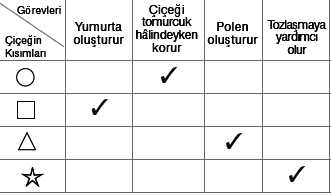 Görevleri
Çiçeğin
Kısımları
Yumurta
oluşturur
Çiçeği
tomurcuk
hâlindeyken
korur
Polen
oluşturur
Tozlaşmaya
yardımcı
olur